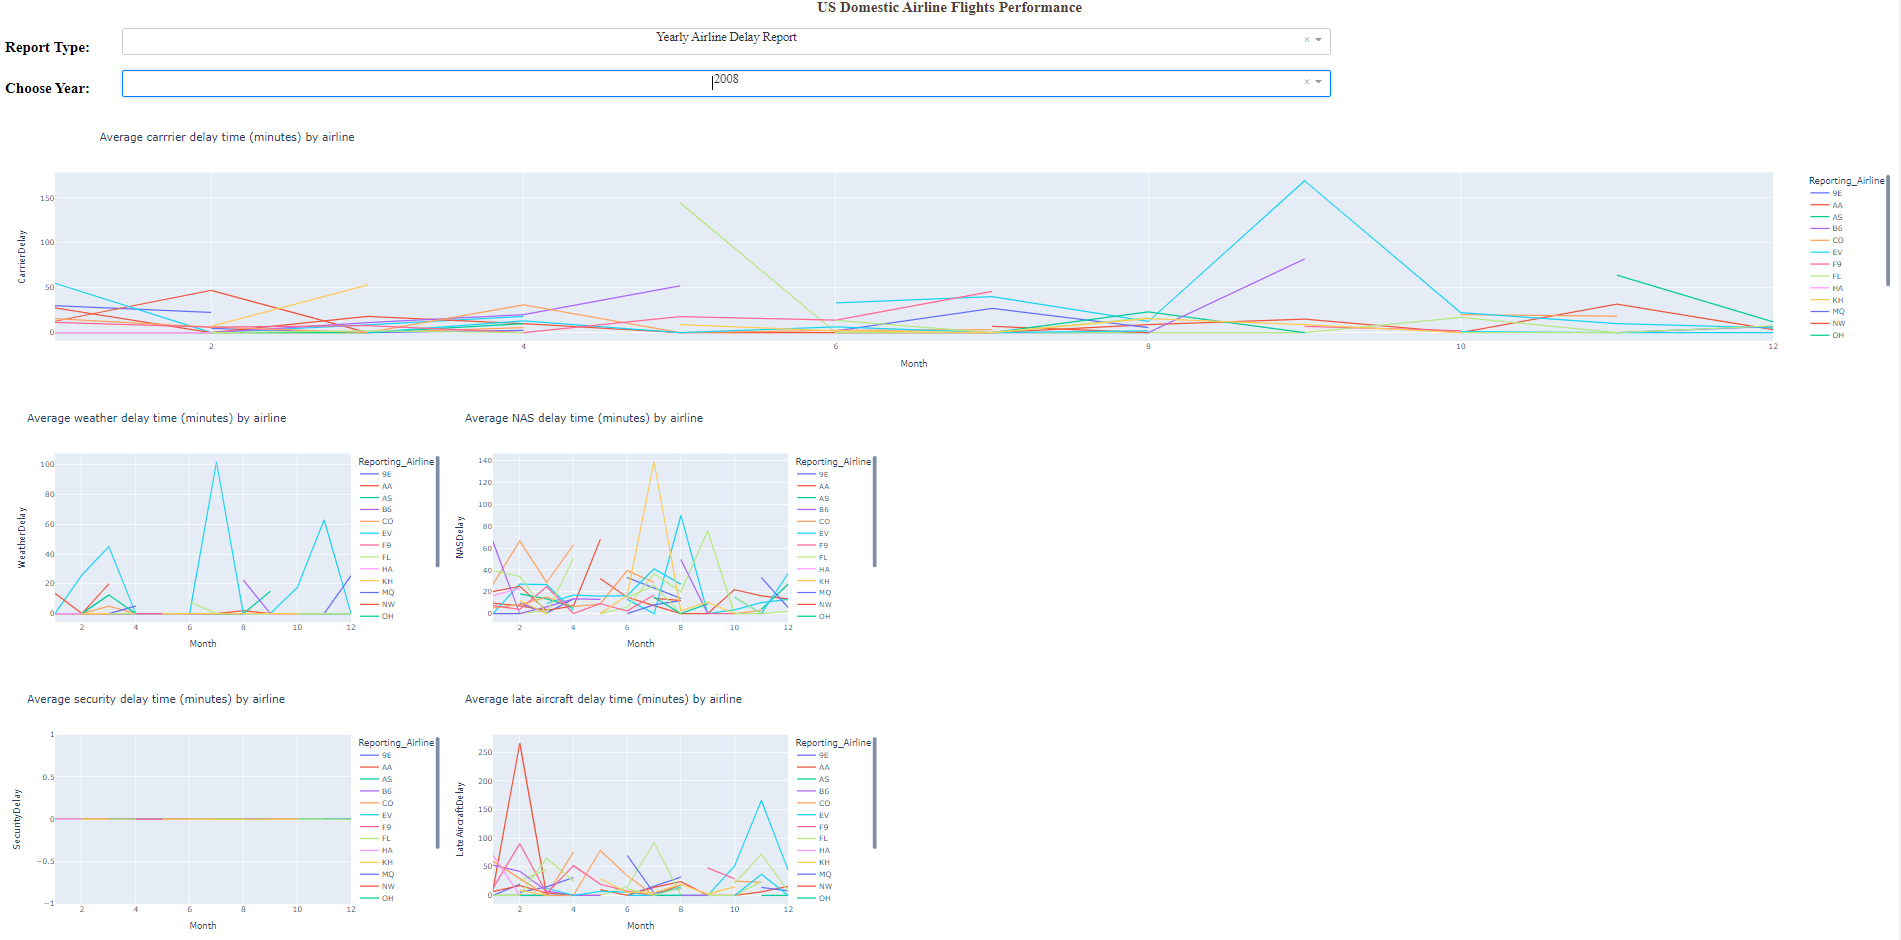 US Domestic Airline Flights Performance
Report Type:
Yearly Airline Delay Report
×
Choose Year:
2008
×
Average carrrier delay time (minutes) by airline
CarrierDelay
150
100
50
0
2
4
6
8
10
12
Month
Reporting_Airline
9E
AA
AS
B6
CO
EV
F9
FL
HA
KH
MQ
NW
OH
Average weather delay time (minutes) by airline
WeatherDelay
100
80
60
40
20
0
2
4
6
8
10
12
Month
Reporting_Airline
9E
AA
AS
B6
CO
EV
F9
FL
HA
KH
MQ
NW
OH
Average NAS delay time (minutes) by airline
NASDelay
140
120
100
80
60
40
20
0
2
4
6
8
10
12
Month
Reporting_Airline
9E
AA
AS
B6
CO
EV
F9
FL
HA
KH
MQ
NW
OH
Average security delay time (minutes) by airline
SecurityDelay
1
0.5
0
−0.5
−1
2
4
6
8
10
12
Month
Reporting_Airline
9E
AA
AS
B6
CO
EV
F9
FL
HA
KH
MQ
NW
OH
Average late aircraft delay time (minutes) by airline
LateAircraftDelay
250
200
150
100
50
0
2
4
6
8
10
12
Month
Reporting_Airline
9E
AA
AS
B6
CO
EV
F9
FL
HA
KH
MQ
NW
OH